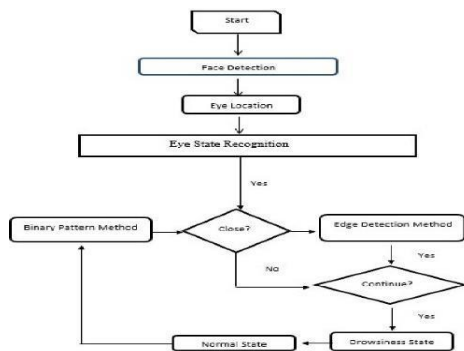 Start
Face Detection
Eye Location
Eye State Recognition
Yes
Binary Pattern Method
Close?
Edge Detection Method
Yes
No
Continue?
Yes
Normal State
Drowsiness State